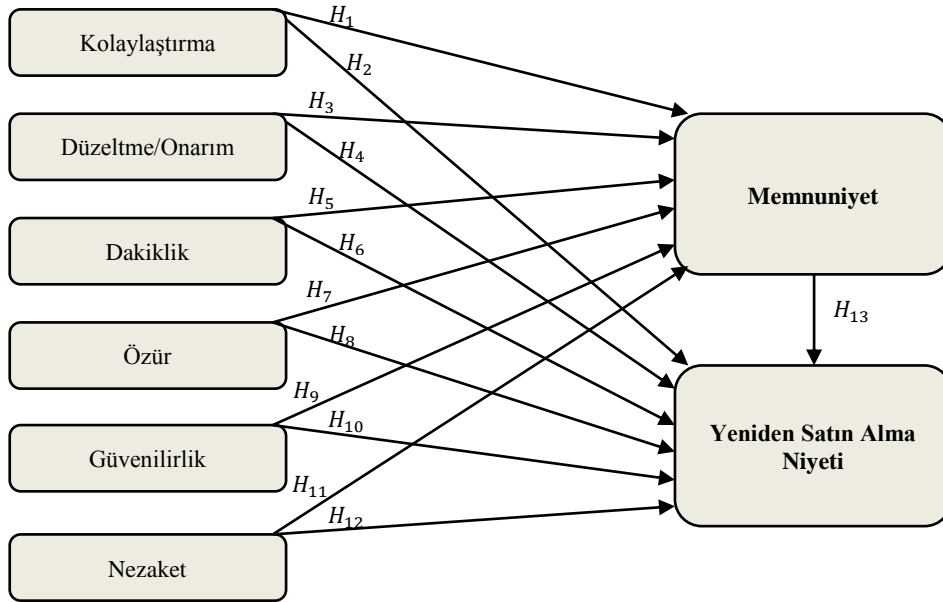 Kolaylaştırma
Düzeltme/Onarım
Dakiklik
Özür
Güvenilirlik
Nezaket
H₁
H₂
H₃
H₄
H₅
H₆
H₇
H₈
H₉
H₁₀
H₁₁
H₁₂
Memnuniyet
H₁₃
Yeniden Satın Alma
Niyeti